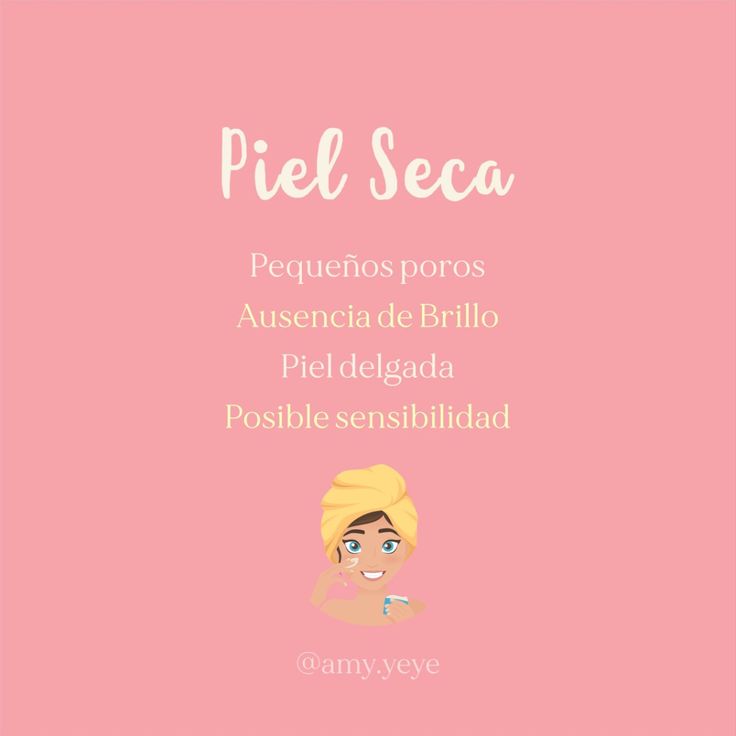 Piel Seca
Pequeños poros
Ausencia de Brillo
Piel delgada
Posible sensibilidad
@amy.yeye